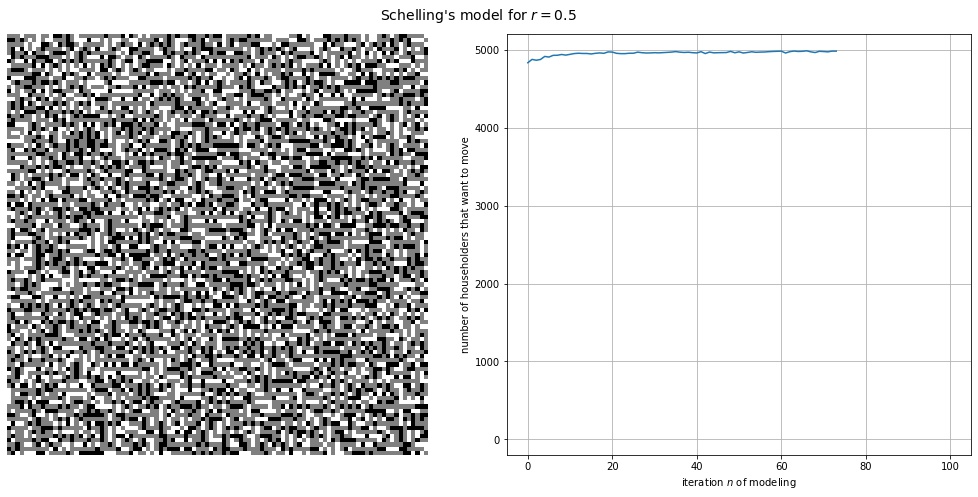 Schelling's model for r = 0.5
number of householders that want to move
5000
4000
3000
2000
1000
0
0 20 40 60 80 100
iteration n of modeling